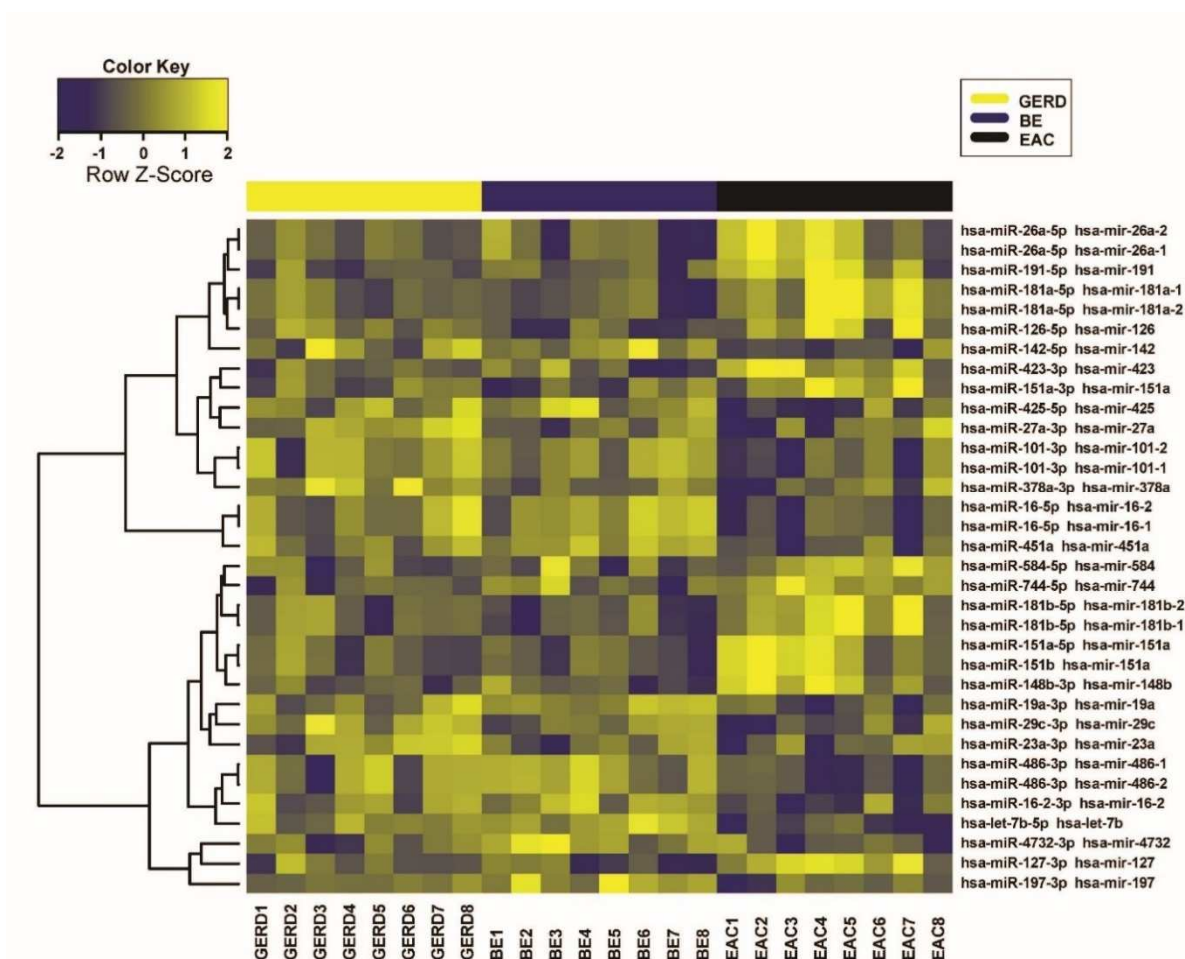 Color Key
-2 -1 0 1 2
Row Z-Score
GERD
BE
EAC
hsa-miR-26a-5p hsa-mir-26a-2
hsa-miR-26a-5p hsa-mir-26a-1
hsa-miR-191-5p hsa-mir-191
hsa-miR-181a-5p hsa-mir-181a-1
hsa-miR-181a-5p hsa-mir-181a-2
hsa-miR-126-5p hsa-mir-126
hsa-miR-142-5p hsa-mir-142
hsa-miR-423-3p hsa-mir-423
hsa-miR-151a-3p hsa-mir-151a
hsa-miR-425-5p hsa-mir-425
hsa-miR-27a-3p hsa-mir-27a
hsa-miR-101-3p hsa-mir-101-2
hsa-miR-101-3p hsa-mir-101-1
hsa-miR-378a-3p hsa-mir-378a
hsa-miR-16-5p hsa-mir-16-2
hsa-miR-16-5p hsa-mir-16-1
hsa-miR-451a hsa-mir-451a
hsa-miR-584-5p hsa-mir-584
hsa-miR-744-5p hsa-mir-744
hsa-miR-181b-5p hsa-mir-181b-2
hsa-miR-181b-5p hsa-mir-181b-1
hsa-miR-151a-5p hsa-mir-151a
hsa-miR-151b hsa-mir-151a
hsa-miR-148b-3p hsa-mir-148b
hsa-miR-19a-3p hsa-mir-19a
hsa-miR-29c-3p hsa-mir-29c
hsa-miR-23a-3p hsa-mir-23a
hsa-miR-486-3p hsa-mir-486-1
hsa-miR-486-3p hsa-mir-486-2
hsa-miR-16-2-3p hsa-mir-16-2
hsa-let-7b-5p hsa-let-7b
hsa-miR-4732-3p hsa-mir-4732
hsa-miR-127-3p hsa-mir-127
hsa-miR-197-3p hsa-mir-197
GERD1
GERD2
GERD3
GERD4
GERD5
GERD6
GERD7
GERD8
BE1
BE2
BE3
BE4
BE5
BE6
BE7
BE8
EAC1
EAC2
EAC3
EAC4
EAC5
EAC6
EAC7
EAC8